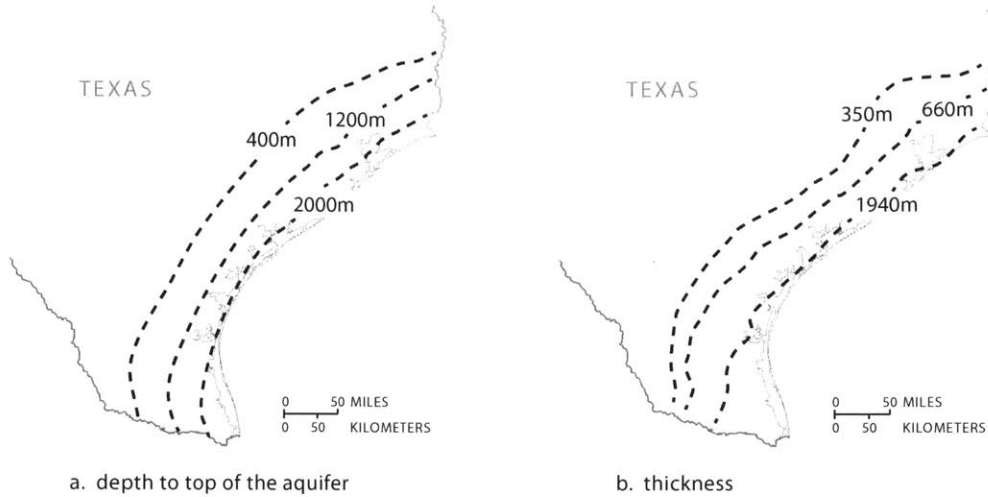 TEXAS
400m
1200m
2000m
0 50 MILES
0 50 KILOMETERS
a. depth to top of the aquifer
TEXAS
350m
660m
1940m
0 50 MILES
0 50 KILOMETERS
b. thickness